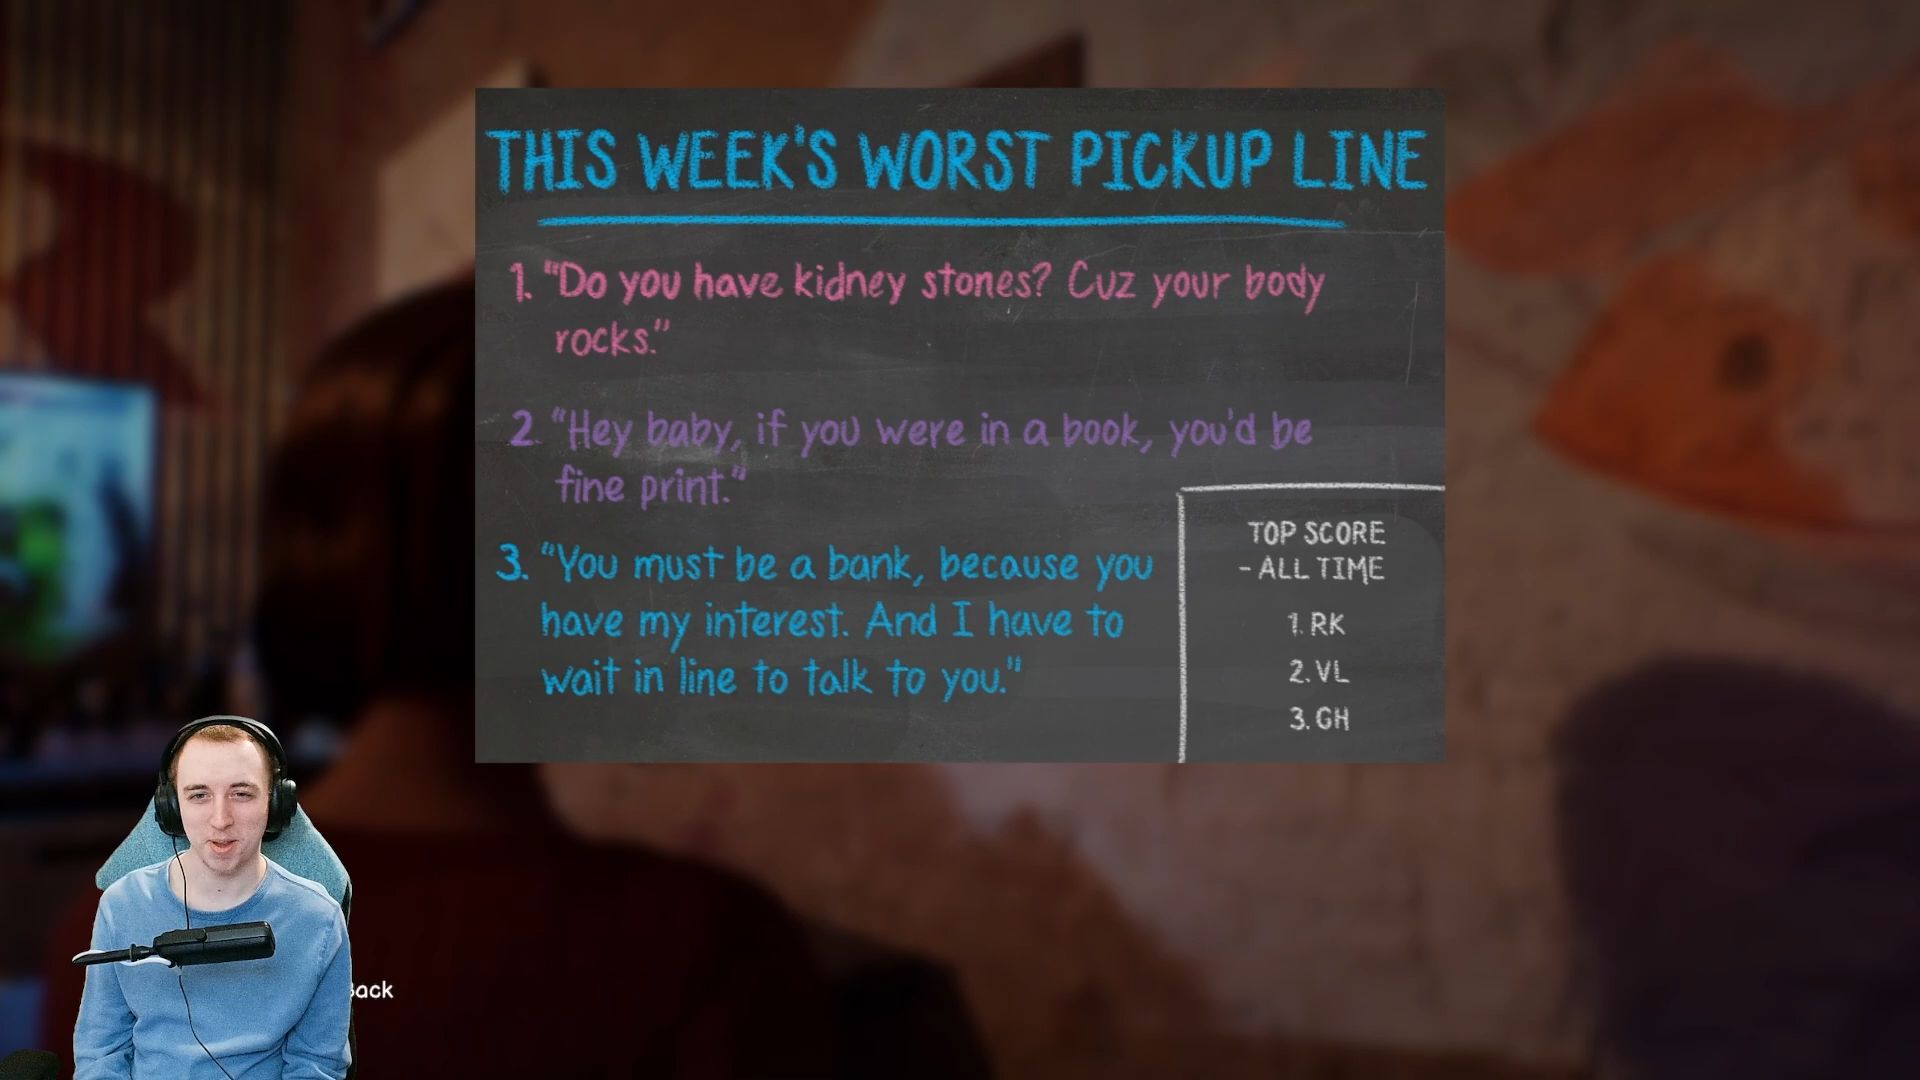 THIS WEEK'S WORST PICKUP LINE
1. "Do you have kidney stones? Cuz your body
rocks."
2. "Hey baby, if you were in a book, you'd be
fine print."
3. "You must be a bank, because you
have my interest. And I have to
wait in line to talk to you."
TOP SCORE
- ALL TIME
1. RK
2. VL
3. GH
Back